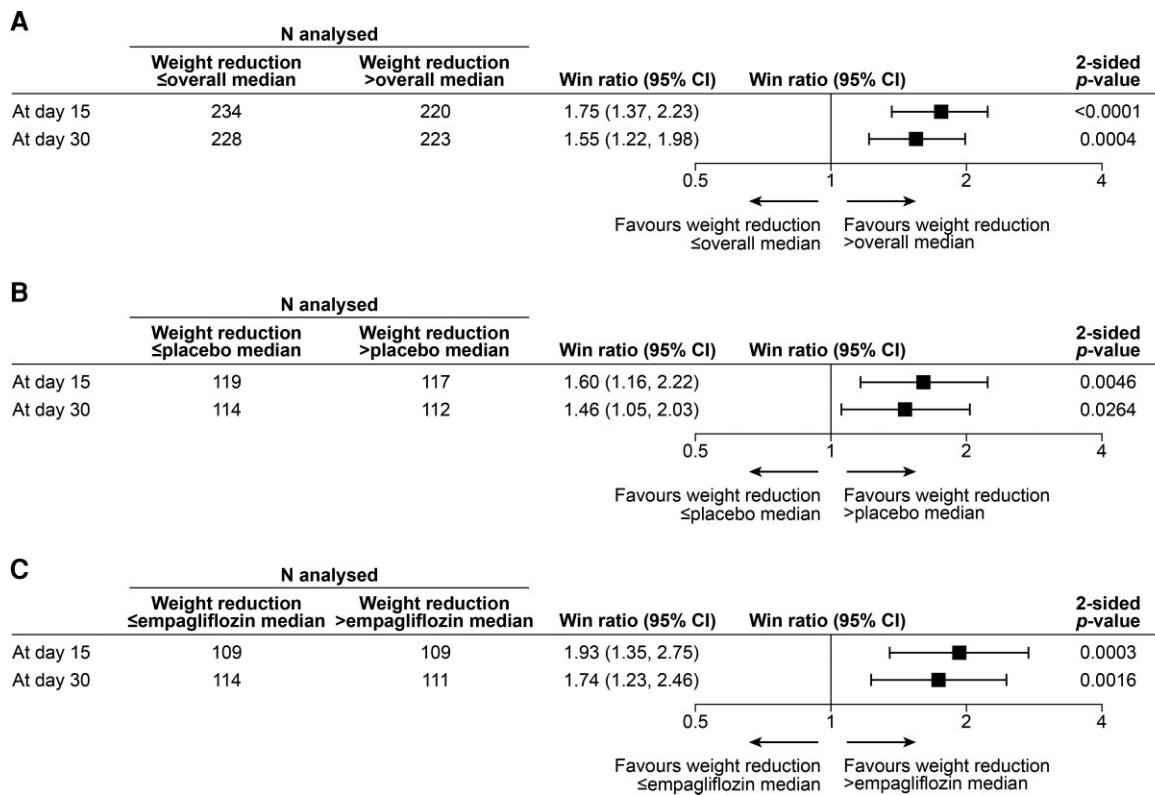 A
N analysed
Weight reduction Weight reduction 2-sided
≤overall median >overall median Win ratio (95% CI) Win ratio (95% CI) p-value
At day 15 234 220 1.75 (1.37, 2.23) <0.0001
At day 30 228 223 1.55 (1.22, 1.98) 0.0004
0.5 1 2 4
Favours weight reduction Favours weight reduction
≤overall median >overall median
B
N analysed
Weight reduction Weight reduction 2-sided
≤placebo median >placebo median Win ratio (95% CI) Win ratio (95% CI) p-value
At day 15 119 117 1.60 (1.16, 2.22) 0.0046
At day 30 114 112 1.46 (1.05, 2.03) 0.0264
0.5 1 2 4
Favours weight reduction Favours weight reduction
≤placebo median >placebo median
C
N analysed
Weight reduction Weight reduction 2-sided
≤empagliflozin median >empagliflozin median Win ratio (95% CI) Win ratio (95% CI) p-value
At day 15 109 109 1.93 (1.35, 2.75) 0.0003
At day 30 114 111 1.74 (1.23, 2.46) 0.0016
0.5 1 2 4
Favours weight reduction Favours weight reduction
≤empagliflozin median >empagliflozin median